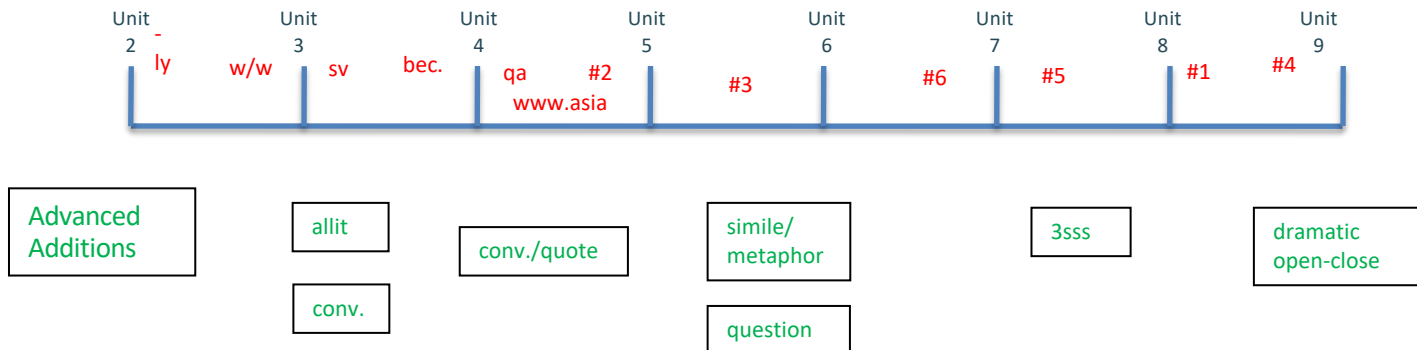 Unit 2
Unit 3
Unit 4
Unit 5
Unit 6
Unit 7
Unit 8
Unit 9
-ly
w/w
sv
bec.
qa
#2
www.asia
#3
#6
#5
#1
#4
Advanced
Additions
allit
conv.
conv./quote
simile/
metaphor
question
3sss
dramatic
open-close